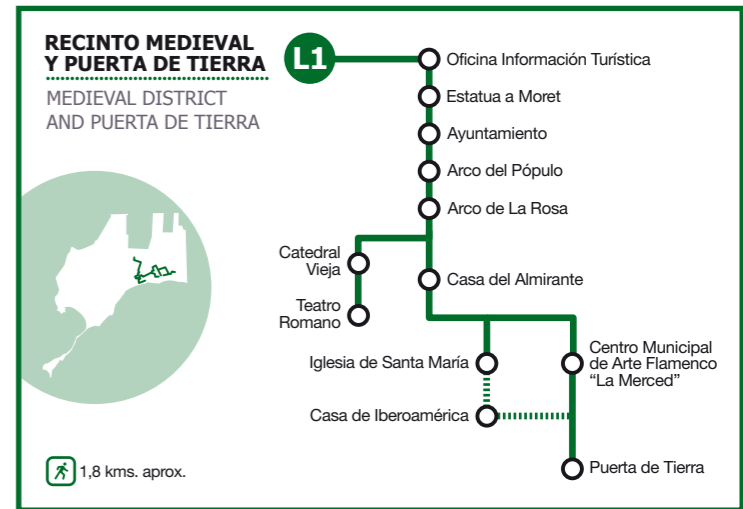 RECINTO MEDIEVAL
Y PUERTA DE TIERRA
MEDIEVAL DISTRICT
AND PUERTA DE TIERRA
L1
Oficina Información Turística
Estatua a Moret
Ayuntamiento
Arco del Pópulo
Arco de La Rosa
Catedral
Vieja
Teatro
Romano
Casa del Almirante
Iglesia de Santa María
Centro Municipal
de Arte Flamenco
“La Merced”
Casa de Iberoamérica
Puerta de Tierra
1,8 kms. aprox.